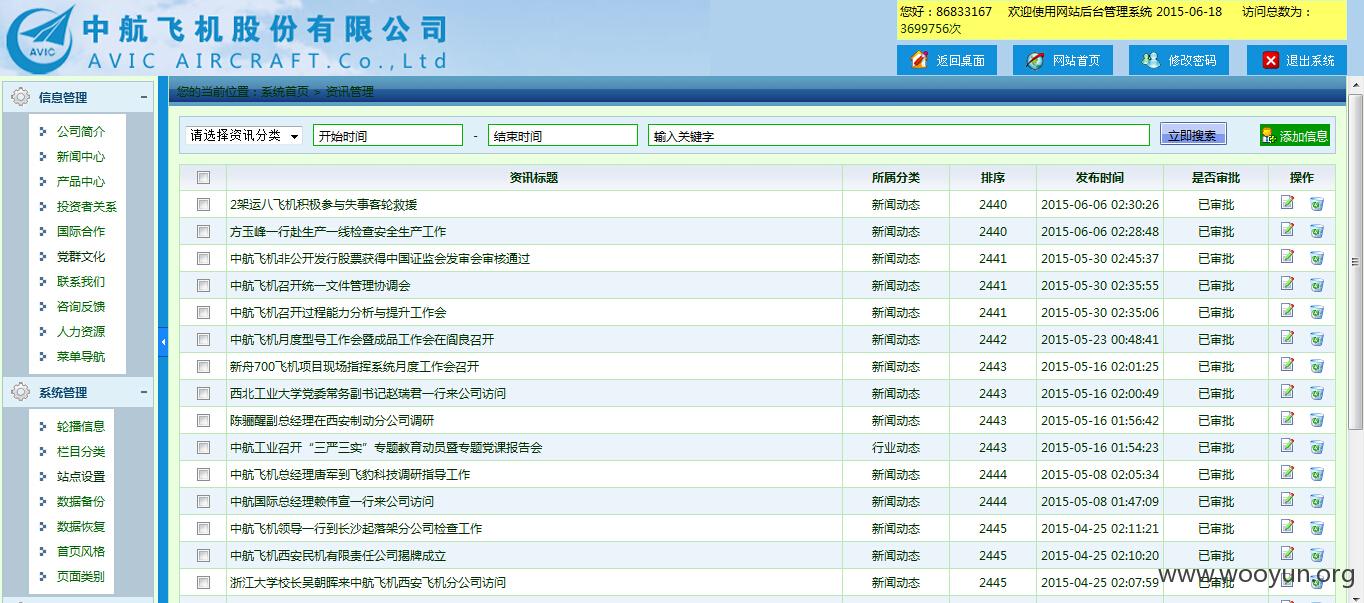 中航飞机股份有限公司
AVIC
AVIC AIRCRAFT.Co.,Ltd
您好：86833167 欢迎使用网站后台管理系统 2015-06-18 访问总数为：
3699756次
返回桌面 网站首页 修改密码 退出系统
信息管理
公司简介
新闻中心
产品中心
投资者关系
国际合作
党群文化
联系我们
咨询反馈
人力资源
菜单导航
系统管理
轮播信息
栏目分类
站点设置
数据备份
数据恢复
首页风格
页面类别
您的当前位置：系统首页 > 资讯管理
请选择资讯分类 开始时间 - 结束时间 输入关键字 立即搜索 添加信息
资讯标题 所属分类 排序 发布时间 是否审批 操作
2架运八飞机积极参与失事客轮救援 新闻动态 2440 2015-06-06 02:30:26 已审批
方玉峰一行赴生产一线检查安全生产工作 新闻动态 2440 2015-06-06 02:28:48 已审批
中航飞机非公开发行股票获得中国证监会发审会审核通过 新闻动态 2441 2015-05-30 02:45:37 已审批
中航飞机召开统一文件管理协调会 新闻动态 2441 2015-05-30 02:35:55 已审批
中航飞机召开过程能力分析与提升工作会 新闻动态 2441 2015-05-30 02:35:06 已审批
中航飞机月度型号工作会暨成品工作会在阎良召开 新闻动态 2442 2015-05-23 00:48:41 已审批
新舟700飞机项目现场指挥系统月度工作会召开 新闻动态 2443 2015-05-16 02:01:25 已审批
西北工业大学党委常务副书记赵瑞君一行来公司访问 新闻动态 2443 2015-05-16 02:00:49 已审批
陈骊醒副总经理在西安制动分公司调研 新闻动态 2443 2015-05-16 01:56:42 已审批
中航工业召开“三严三实”专题教育动员暨专题党课报告会 行业动态 2443 2015-05-16 01:54:23 已审批
中航飞机总经理唐军到飞豹科技调研指导工作 新闻动态 2444 2015-05-08 02:05:34 已审批
中航国际总经理赖伟宣一行来公司访问 新闻动态 2444 2015-05-08 01:47:09 已审批
中航飞机领导一行到长沙起落架分公司检查工作 新闻动态 2445 2015-04-25 02:11:21 已审批
中航飞机西安民机有限责任公司揭牌成立 新闻动态 2445 2015-04-25 02:10:20 已审批
浙江大学校长吴朝晖来中航飞机西安飞机分公司访问 新闻动态 2445 2015-04-25 02:07:59 已审批
www.wooyun.org